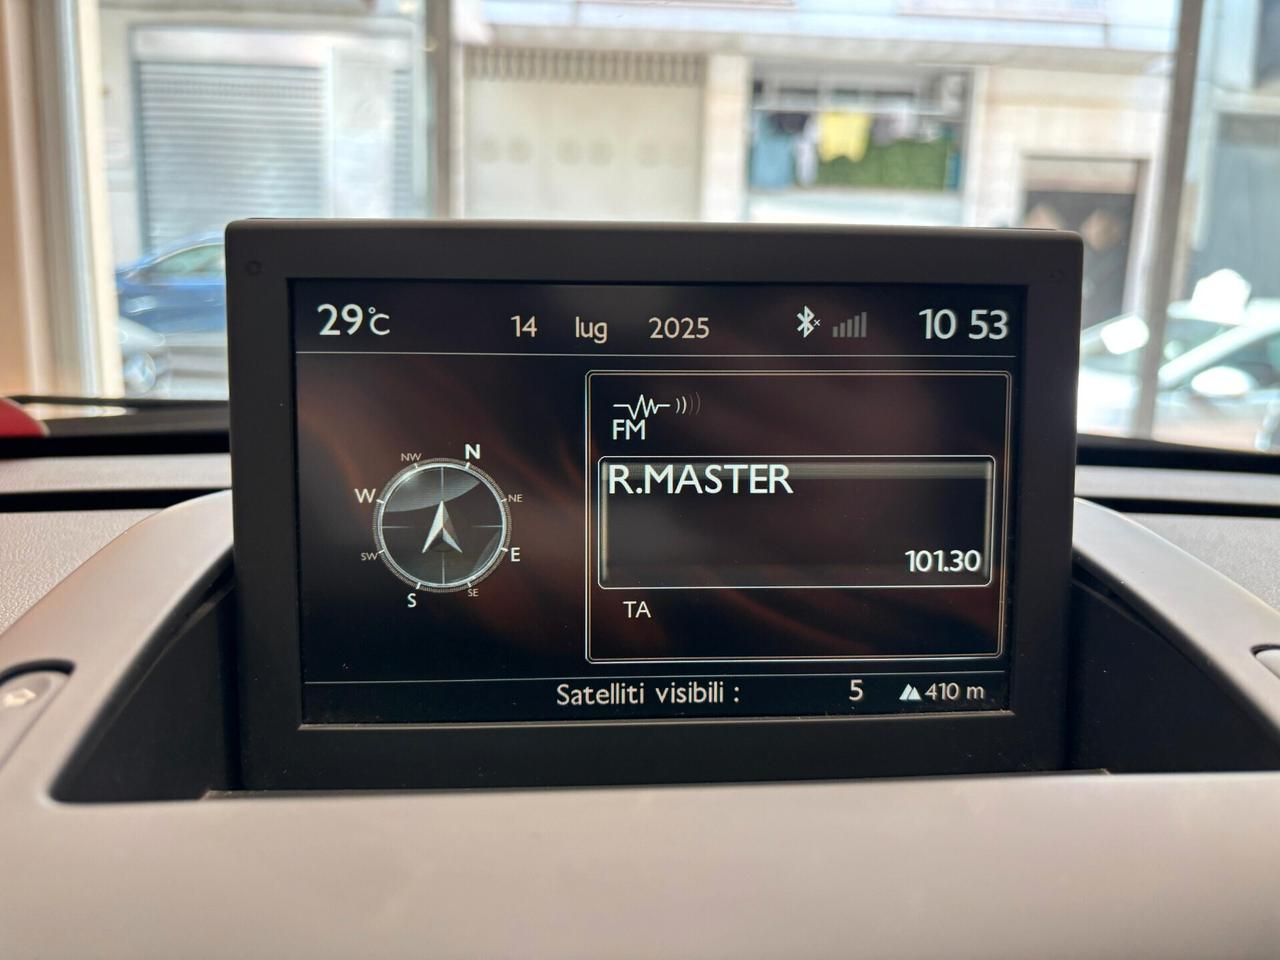 29°C 14 lug 2025 10 53
FM
R.MASTER
101.30
TA
NW N
W NE
SW E
S SE
Satelliti visibili : 5 410 m